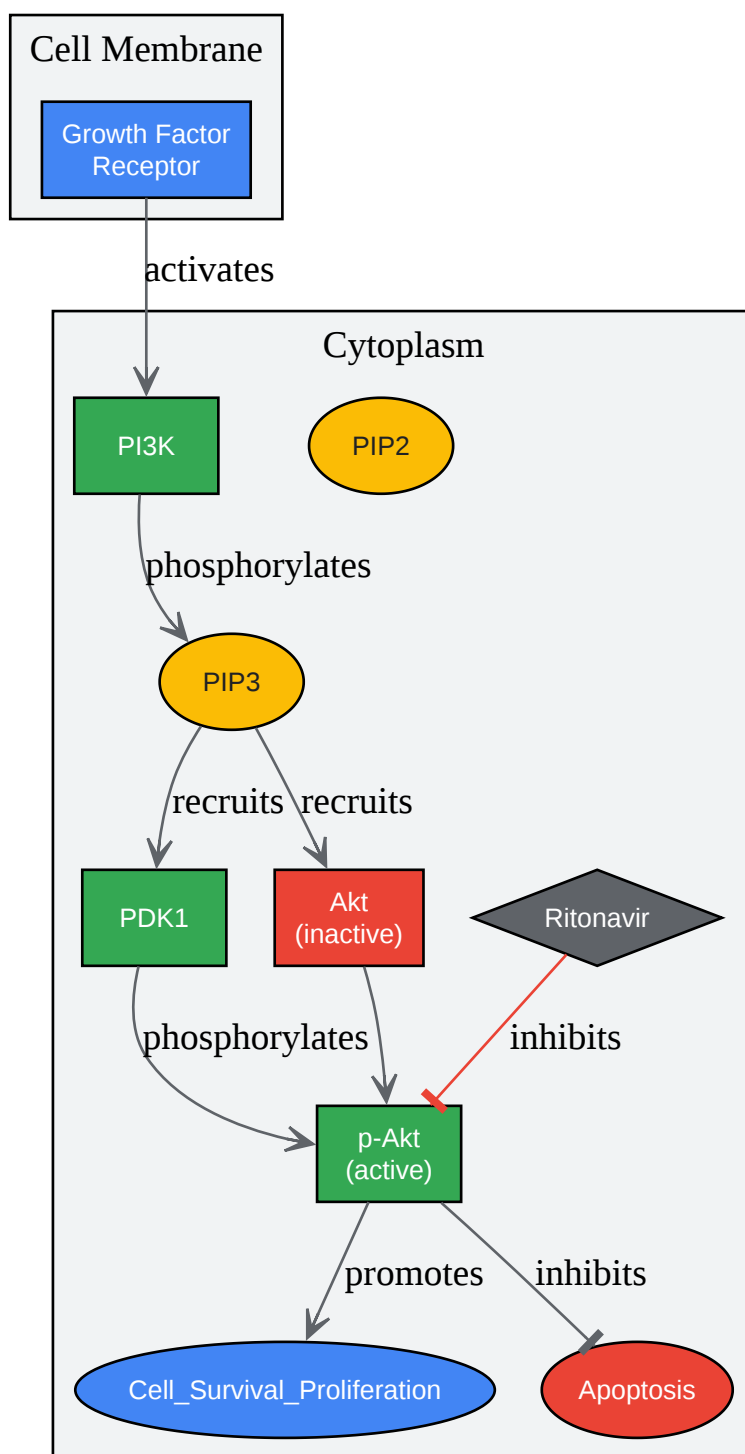 Cell Membrane
Growth Factor
Receptor
activates
Cytoplasm
PI3K
PIP2
phosphorylates
PIP3
recruits
recruits
PDK1
Akt
(inactive)
Ritonavir
phosphorylates
inhibits
p-Akt
(active)
promotes
inhibits
Cell_Survival_Proliferation
Apoptosis